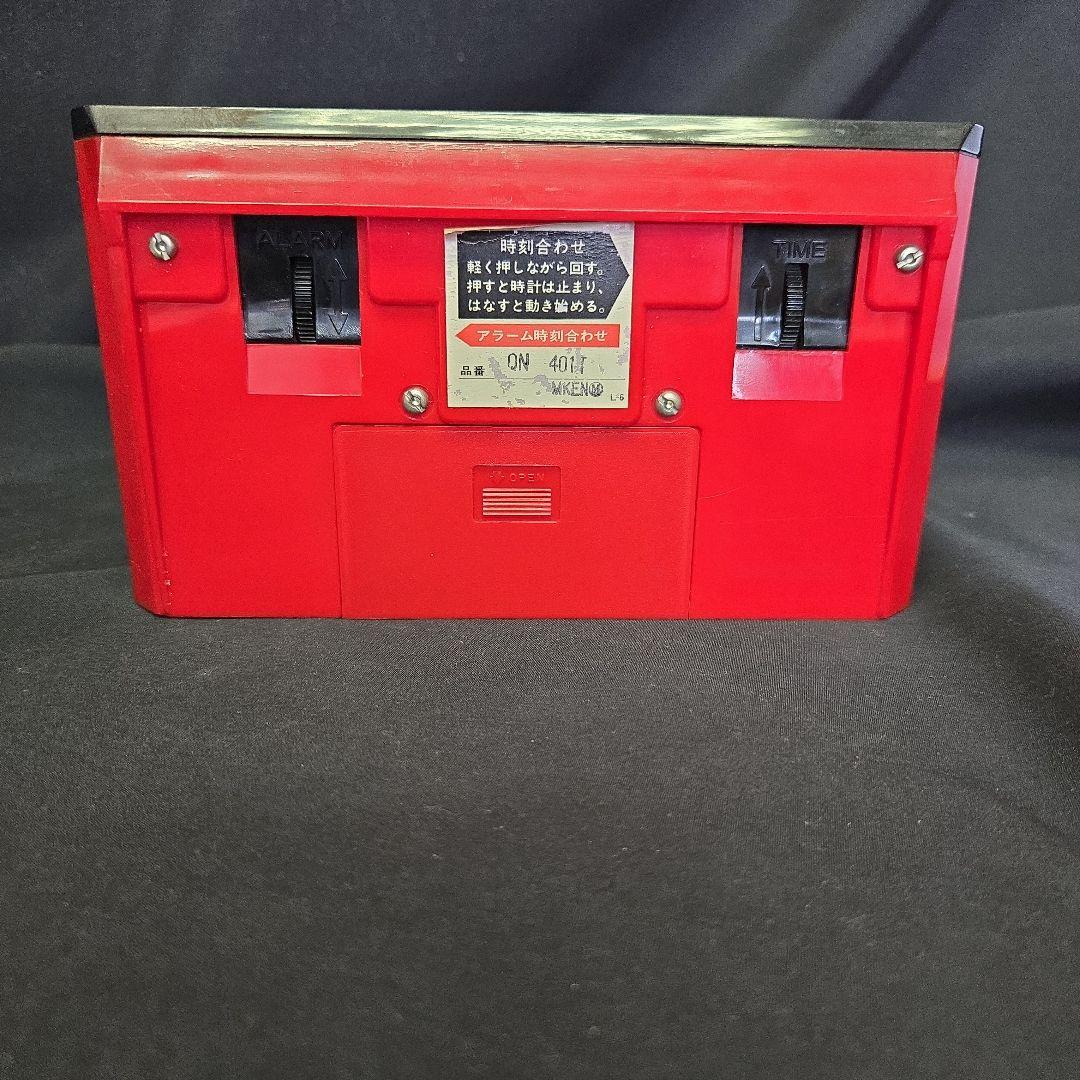 ALARM
時刻合わせ
軽く押しながら回す。
押すと時計は止まり、
はなすと動き始める。
アラーム時刻合わせ
品番 QN 401T
L-6
TIME
OPEN